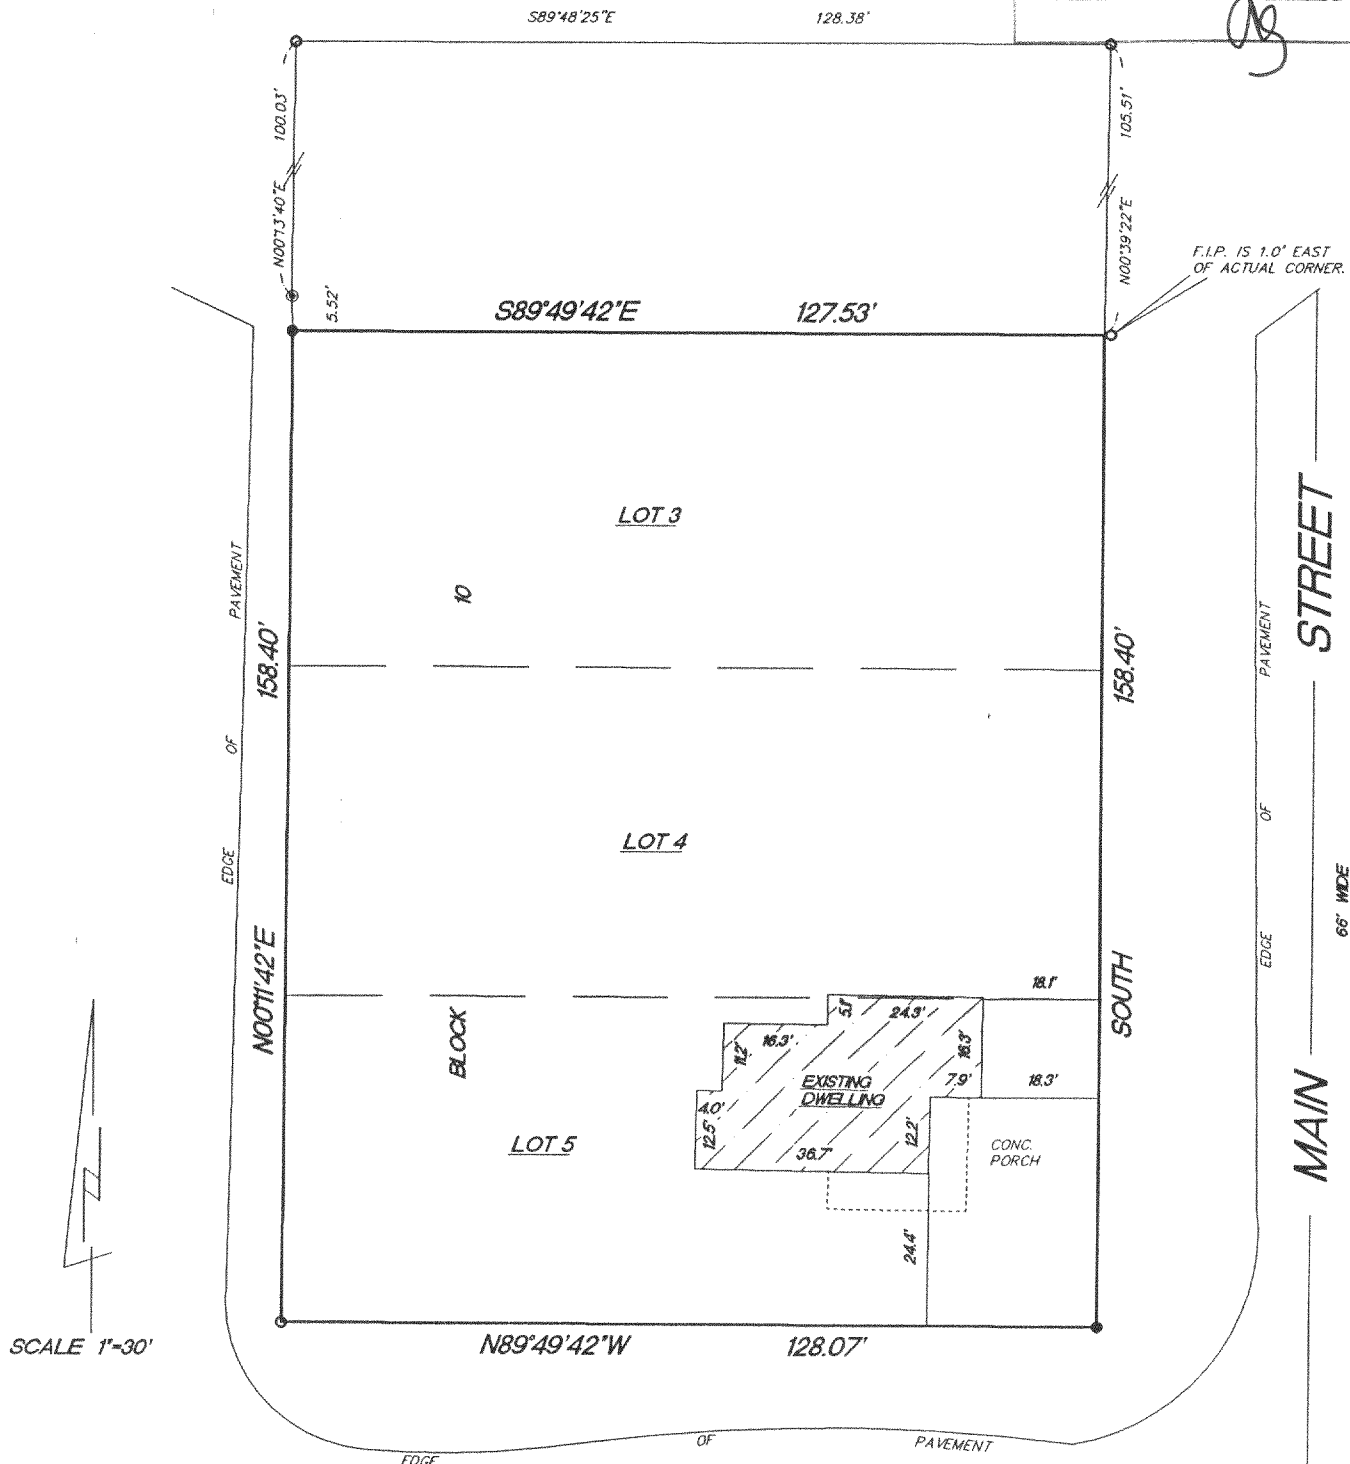 S89°48'25"E 128.38'
100.03'
N00°13'40"E
105.51'
N00°39'22"E
F.I.P. IS 1.0' EAST
OF ACTUAL CORNER.
5.52'
S89°49'42"E 127.53'
LOT 3
10
EDGE OF PAVEMENT
158.40'
N00°11'42"E
158.40'
SOUTH
EDGE OF PAVEMENT
MAIN STREET
66' WIDE
LOT 4
BLOCK
18.1'
5.1'
24.3'
16.3'
11.2'
16.3'
EXISTING
DWELLING
7.9'
18.3'
4.0'
12.5'
12.2'
36.7'
CONC.
PORCH
LOT 5
24.4'
N
SCALE 1"=30'
N89°49'42"W 128.07'
EDGE OF PAVEMENT